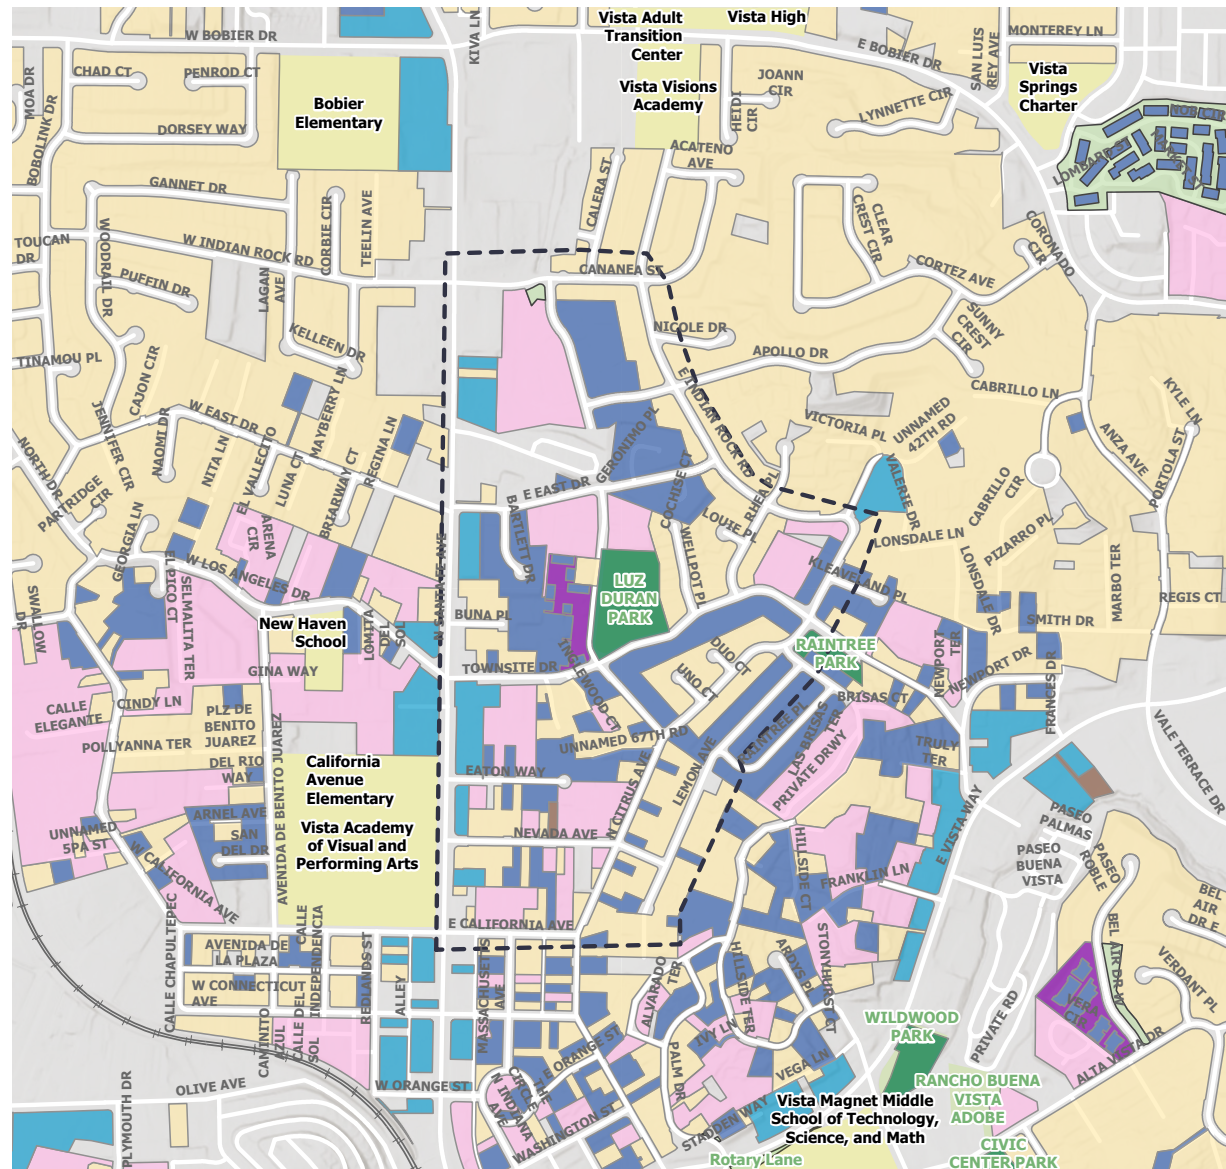 Vista Adult
Transition
Center
Vista High
W BOBIER DR
KIVA LN
E BOBIER DR
SAN LUIS
REY AVE
MONTEREY LN
MOA DR
CHAD CT
PENROD CT
Bobier
Elementary
Vista Visions
Academy
JOANN
CIR
HEIDI
CIR
LYNNETTE CIR
Vista
Springs
Charter
DORSEY WAY
BOBOLINK DR
ACATENO
AVE
LOMBARD ST
GANNET DR
CALERA ST
CLEAR
CREST CIR
TOUCAN
DR
WOODRAIL DR
W INDIAN ROCK RD
CORBIE CIR
TEELIN AVE
CORONADO
CIR
PUFFIN DR
LAGAN
AVE
CANANEA ST
CORTEZ AVE
KELLEEN DR
NICOLE DR
SUNNY
CREST
CIR
TINAMOU PL
CAJON CIR
APOLLO DR
E INDIAN ROCK RD
CABRILLO LN
KYLE LN
JENNIFER CIR
NAOMI DR
W EAST DR
MAYBERRY LN
VICTORIA PL
UNNAMED
42TH RD
ANZA AVE
NORTH DR
NITA LN
EL VALLECITO
LUNA CT
BRIARWAY CT
REGINA LN
GERONIMO PL
COCHISE CT
E EAST DR
RHEA PL
VALERIE DR
CABRILLO
CIR
PORTOLA ST
PARTRIDGE
CIR
GEORGIA LN
ARENA
CIR
BARTLETT DR
LOUIE PL
WELPOT PL
LONSDALE LN
PIZARRO PL
SWALLOW
DR
EL PICO CT
SELMALITA TER
W LOS ANGELES DR
N SANTA FE AVE
LUZ
DURAN
PARK
KLEAVELAND PL
LONSDALE DR
MARBO TER
REGIS CT
New Haven
School
LOMITA
DEL
SOL
BUNA PL
SMITH DR
GINA WAY
TOWNSITE DR
INGLEWOOD CT
DUO CT
UNO CT
RAINTREE
PARK
NEWPORT
TER
NEWPORT DR
FRANCES DR
CALLE
ELEGANTE
CINDY LN
PLZ DE
BENITO
JUAREZ
BRISAS CT
POLLYANNA TER
DEL RIO
WAY
AVENIDA DE BENITO JUAREZ
California
Avenue
Elementary
UNNAMED 67TH RD
RAINTREE PL
LAS BRISAS
TER
PRIVATE DRWY
TRULY
TER
VALE TERRACE DR
EATON WAY
N CITRUS AVE
LEMON AVE
ARNEL AVE
Vista Academy
of Visual and
Performing Arts
NEVADA AVE
E VISTA WAY
PASEO
PALMAS
UNNAMED
5PA ST
SAN
DEL DR
W CALIFORNIA AVE
HILLSIDE CT
FRANKLIN LN
PASEO
BUENA
VISTA
PASEO
ROBLE
BEL
AIR
DR E
CALLE CHAPULTEPEC
CALLE
INDEPENDENCIA
E CALIFORNIA AVE
AVENIDA DE
LA PLAZA
REDLANDS ST
ALLEY
MASSACHUSETTS
AVE
ALVARADO
TER
HILLSIDE TER
ARDYS PL
STONYHURST CT
BEL AIR DR W
VERDANT PL
W CONNECTICUT
AVE
CAMINITO
AZUL
CALLE DEL
SOL
IVY LN
WILDWOOD
PARK
PRIVATE RD
E ORANGE ST
PALM DR
VEGA LN
ALTA VISTA DR
PLYMOUTH DR
OLIVE AVE
W ORANGE ST
N INDIANA
AVE
THE
CIRCLE
WASHINGTON ST
STADDEN WAY
Vista Magnet Middle
School of Technology,
Science, and Math
RANCHO BUENA
VISTA
ADOBE
CIVIC
CENTER PARK
Rotary Lane